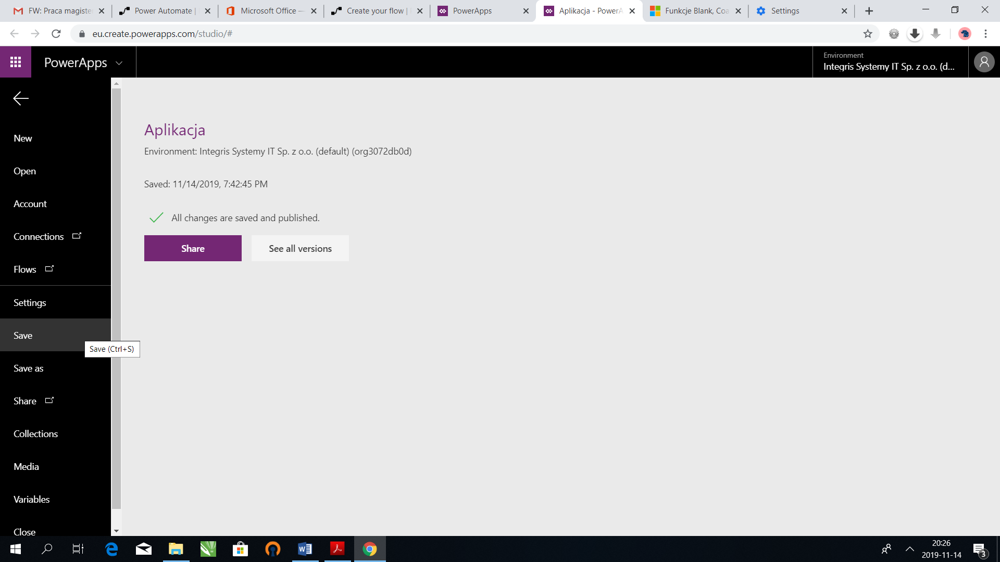 FW: Praca magiste
Power Automate |
Microsoft Office —
Create your flow |
PowerApps
Aplikacja - PowerA
Funkcje Blank, Coa
Settings
eu.create.powerapps.com/studio/#
PowerApps
Environment
Integris Systemy IT Sp. z o.o. (d...
New
Open
Account
Connections
Flows
Settings
Save
Save (Ctrl+S)
Save as
Share
Collections
Media
Variables
Close
Aplikacja
Environment: Integris Systemy IT Sp. z o.o. (default) (org3072db0d)
Saved: 11/14/2019, 7:42:45 PM
All changes are saved and published.
Share
See all versions
20:26
2019-11-14
3